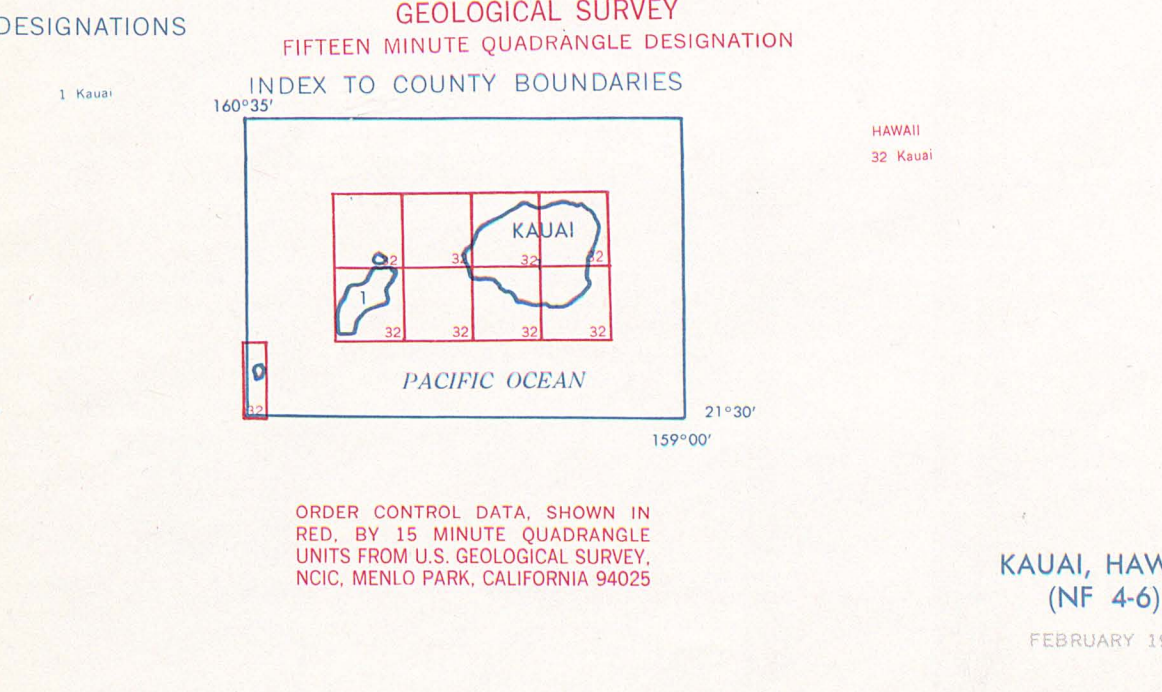 DESIGNATIONS
GEOLOGICAL SURVEY
FIFTEEN MINUTE QUADRANGLE DESIGNATION
INDEX TO COUNTY BOUNDARIES
1 Kauai
160°35'
HAWAII
32 Kauai
KAUAI
32 32 32 32
1
32 32 32 32
32
PACIFIC OCEAN
21°30'
159°00'
ORDER CONTROL DATA, SHOWN IN
RED, BY 15 MINUTE QUADRANGLE
UNITS FROM U.S. GEOLOGICAL SURVEY,
NCIC, MENLO PARK, CALIFORNIA 94025
KAUAI, HAW
(NF 4-6)
FEBRUARY 19